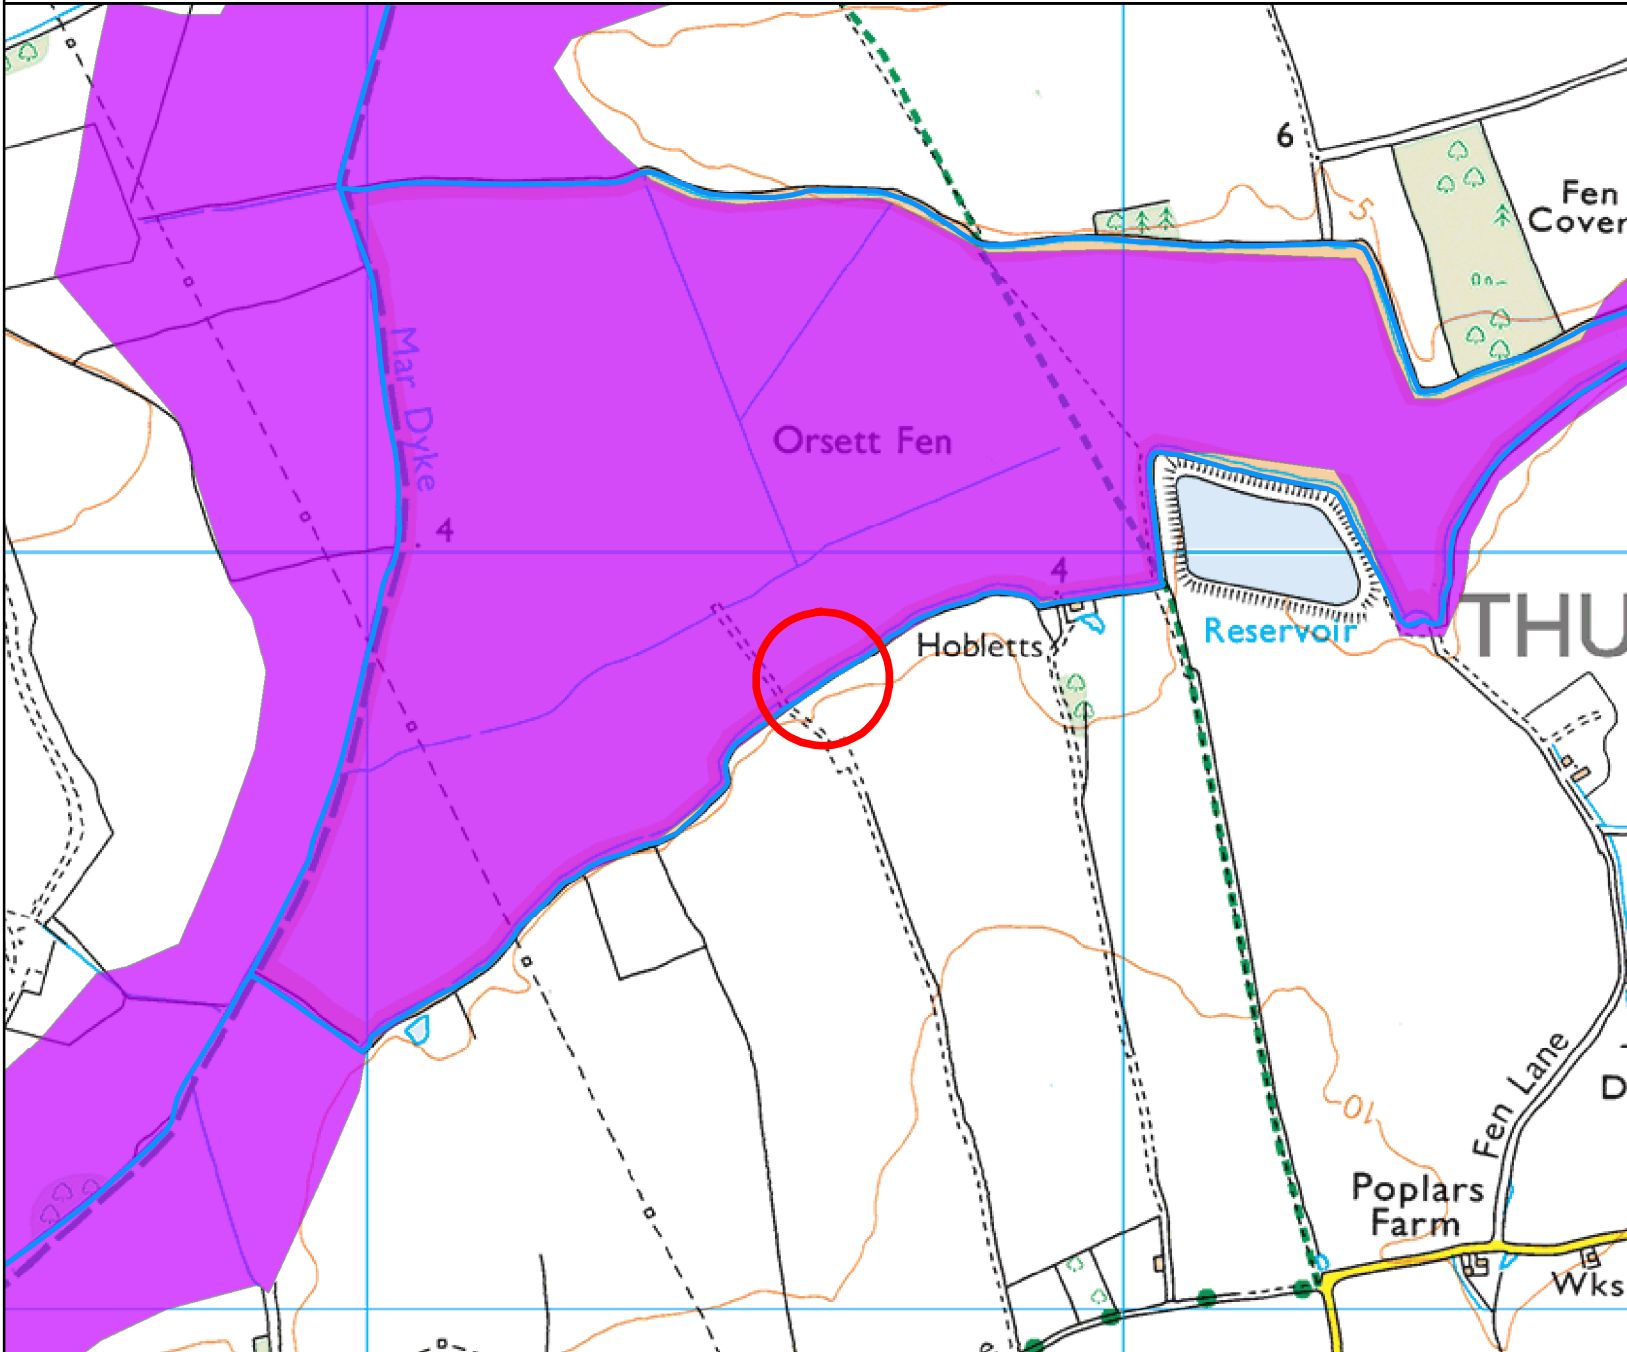 6
Fen
Cover
5
Mar Dyke
Orsett Fen
4
4
Hobletts
Reservoir
THU
10
Fen Lane
D
Poplars
Farm
Wks
e